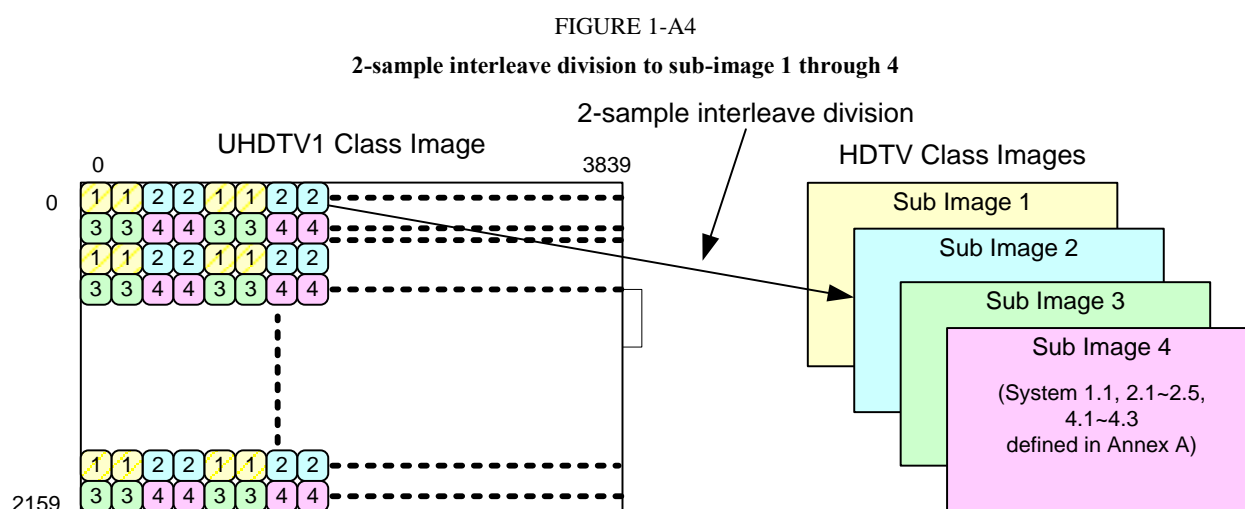 FIGURE 1-A4
2-sample interleave division to sub-image 1 through 4
2-sample interleave division
UHDTV1 Class Image
HDTV Class Images
0 3839
0
1 1 2 2 1 1 2 2
3 3 4 4 3 3 4 4
1 1 2 2 1 1 2 2
3 3 4 4 3 3 4 4
1 1 2 2 1 1 2 2
3 3 4 4 3 3 4 4
2159
Sub Image 1
Sub Image 2
Sub Image 3
Sub Image 4
(System 1.1, 2.1~2.5,
4.1~4.3
defined in Annex A)